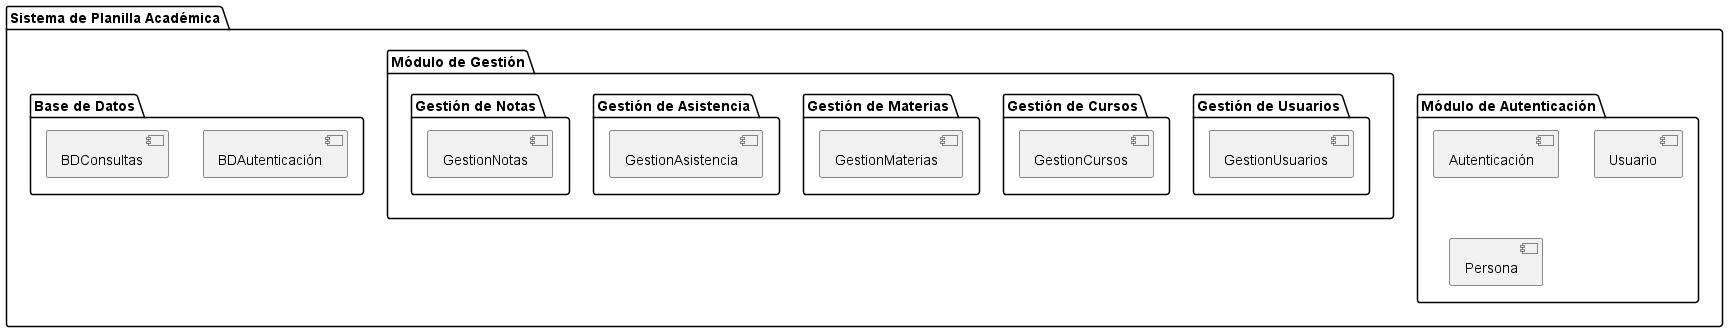 Sistema de Planilla Académica
Base de Datos
BDConsultas
BDAutenticación
Módulo de Gestión
Gestión de Notas
GestionNotas
Gestión de Asistencia
GestionAsistencia
Gestión de Materias
GestionMaterias
Gestión de Cursos
GestionCursos
Gestión de Usuarios
GestionUsuarios
Módulo de Autenticación
Autenticación
Usuario
Persona